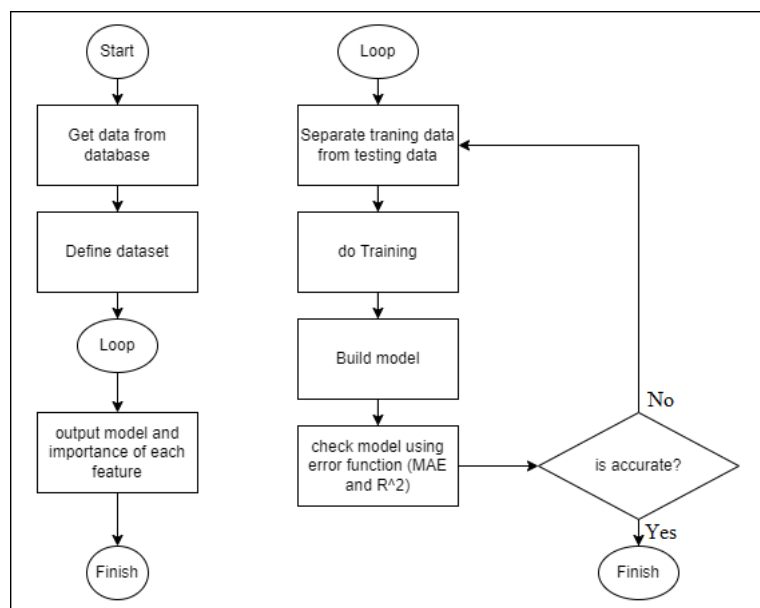 Start
Get data from
database
Define dataset
Loop
output model and
importance of each
feature
Finish
Loop
Separate traning data
from testing data
do Training
Build model
check model using
error function (MAE
and R^2)
is accurate?
No
Yes
Finish